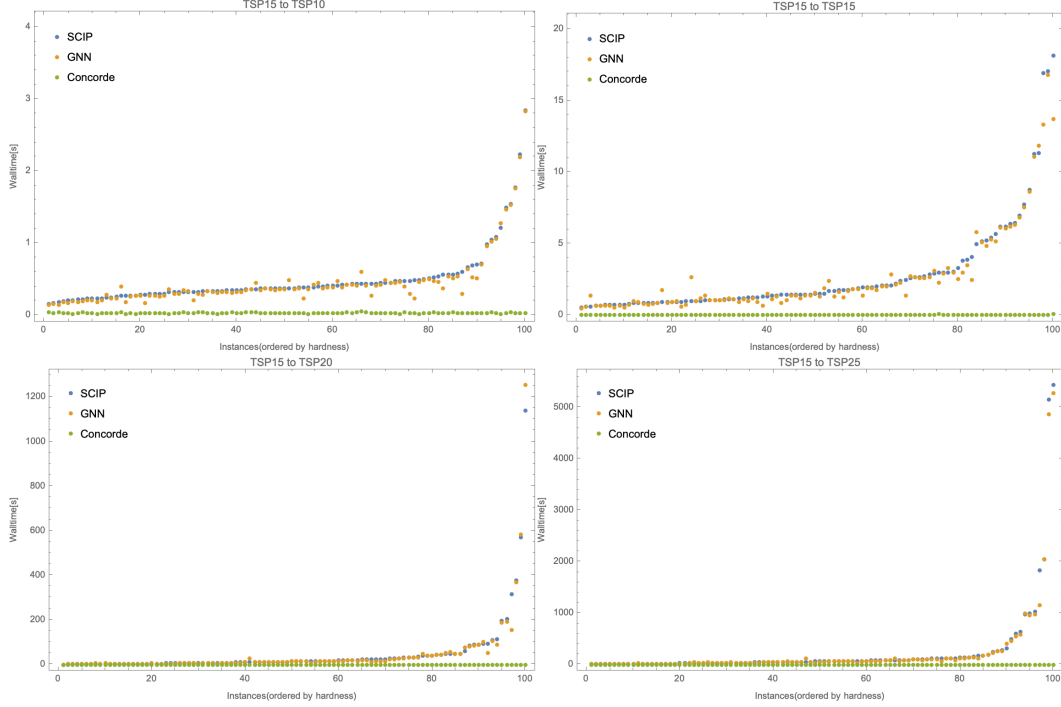 TSP15 to TSP10
SCIP
GNN
Concorde
Walltime[s]
4
3
2
1
0
0 20 40 60 80 100
Instances(ordered by hardness)
TSP15 to TSP15
SCIP
GNN
Concorde
Walltime[s]
20
15
10
5
0
0 20 40 60 80 100
Instances(ordered by hardness)
TSP15 to TSP20
SCIP
GNN
Concorde
Walltime[s]
1200
1000
800
600
400
200
0
0 20 40 60 80 100
Instances(ordered by hardness)
TSP15 to TSP25
SCIP
GNN
Concorde
Walltime[s]
5000
4000
3000
2000
1000
0
0 20 40 60 80 100
Instances(ordered by hardness)